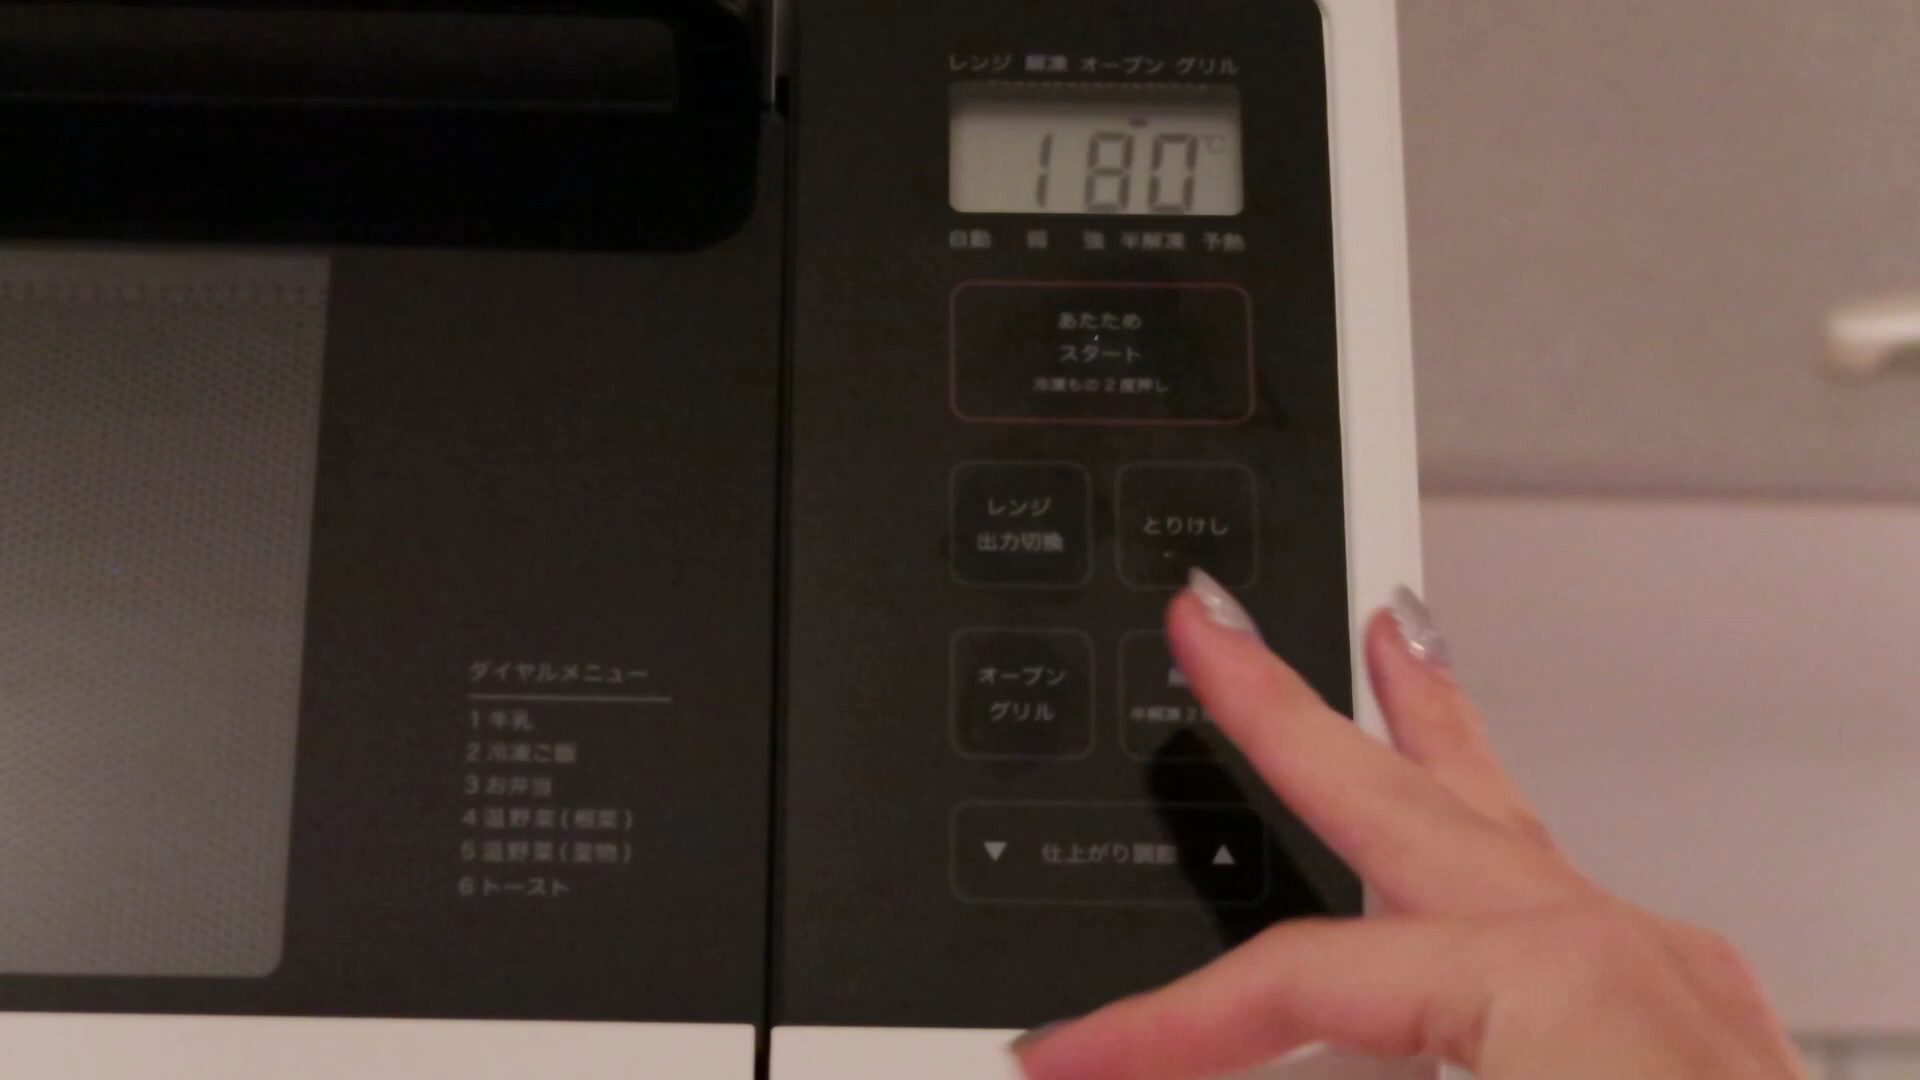 レンジ 解凍 オーブン グリル
180℃
自動 弱 強 半解凍 予熱
あたため
スタート
冷凍もの2度押し
レンジ
出力切換
とりけし
オーブン
グリル
半解凍2
▼ 仕上がり調節 ▲
ダイヤルメニュー
1 牛乳
2 冷凍ご飯
3 お弁当
4 温野菜(根菜)
5 温野菜(葉物)
6 トースト